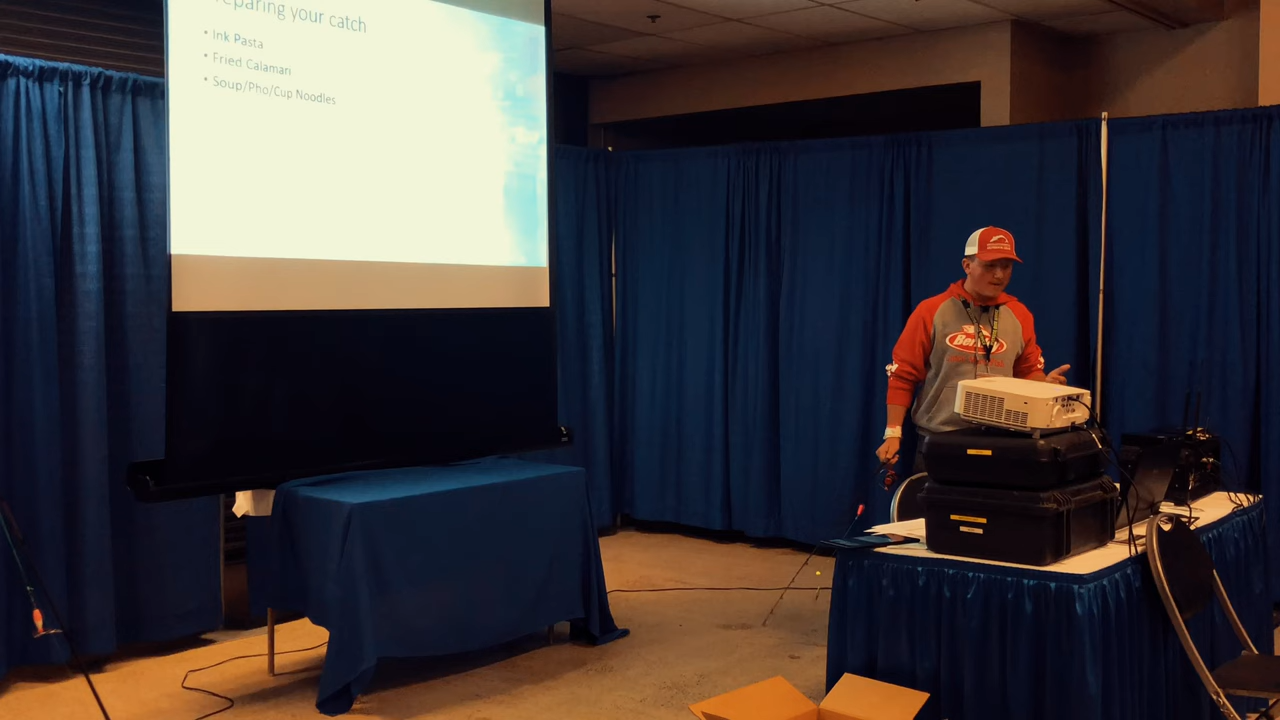 eparing your catch
• Ink Pasta
• Fried Calamari
• Soup/Pho/Cup Noodles
Berkley